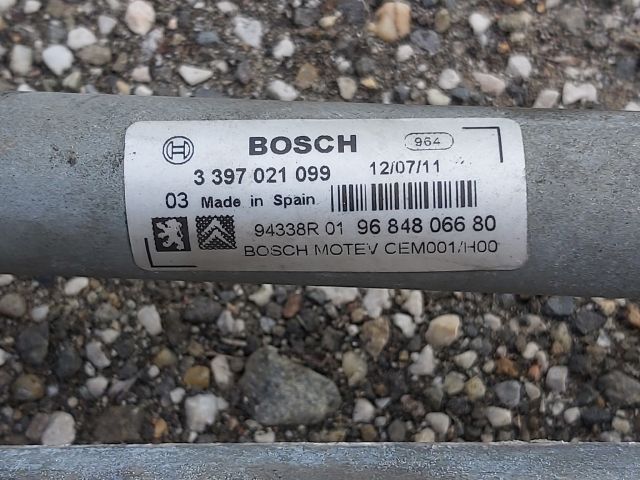 BOSCH 964
3 397 021 099 12/07/11
03 Made in Spain
94338R 01 96 848 066 80
BOSCH MOTEV CEM001/H00